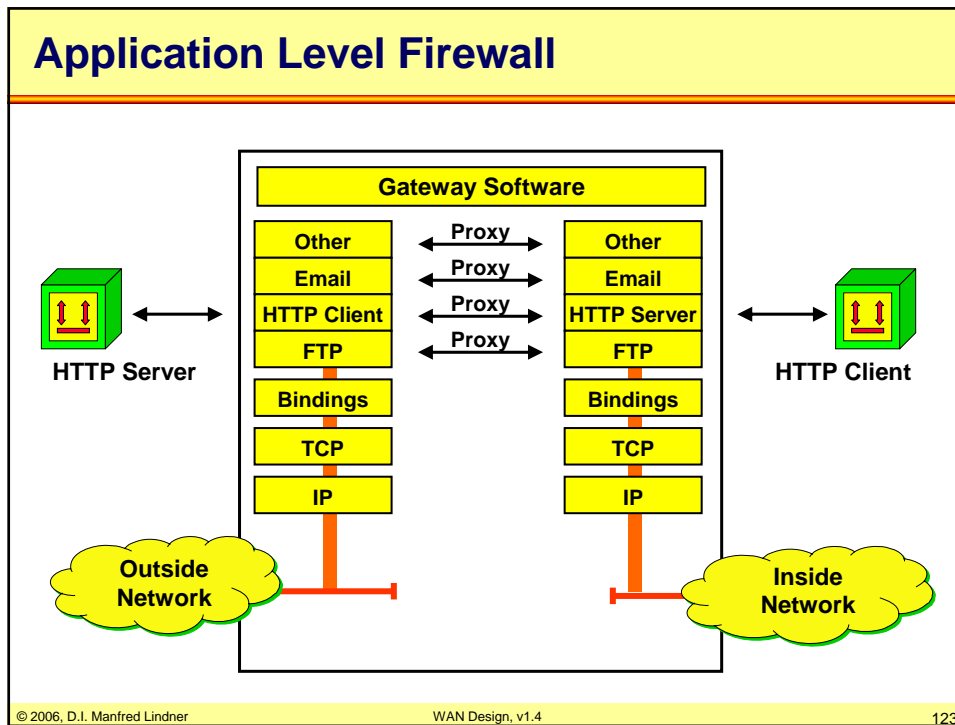 Application Level Firewall
Gateway Software
Other
Proxy
Other
Email
Proxy
Email
HTTP Client
Proxy
HTTP Server
FTP
Proxy
FTP
HTTP Server
HTTP Client
Bindings
Bindings
TCP
TCP
IP
IP
Outside
Network
Inside
Network
© 2006, D.I. Manfred Lindner
WAN Design, v1.4
123